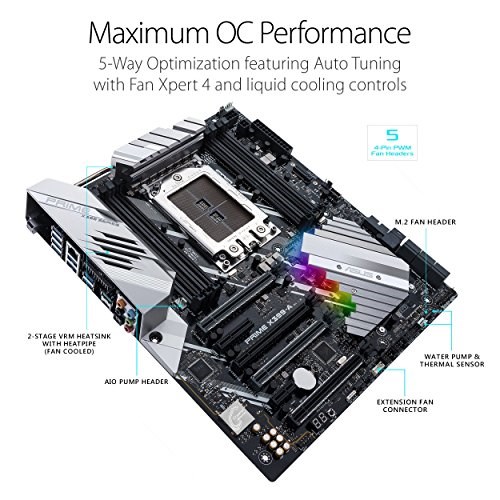 Maximum OC Performance
5-Way Optimization featuring Auto Tuning
with Fan Xpert 4 and liquid cooling controls
5
4-Pin PWM
Fan Headers
M.2 FAN HEADER
PRIME
ASUS
PRIME X399-A
2-STAGE VRM HEATSINK
WITH HEATPIPE
(FAN COOLED)
AIO PUMP HEADER
WATER PUMP &
THERMAL SENSOR
EXTENSION FAN
CONNECTOR